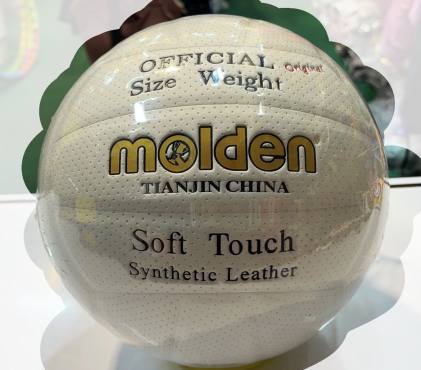 OFFICIAL Original
Size Weight
molden
TIANJIN CHINA
Soft Touch
Synthetic Leather